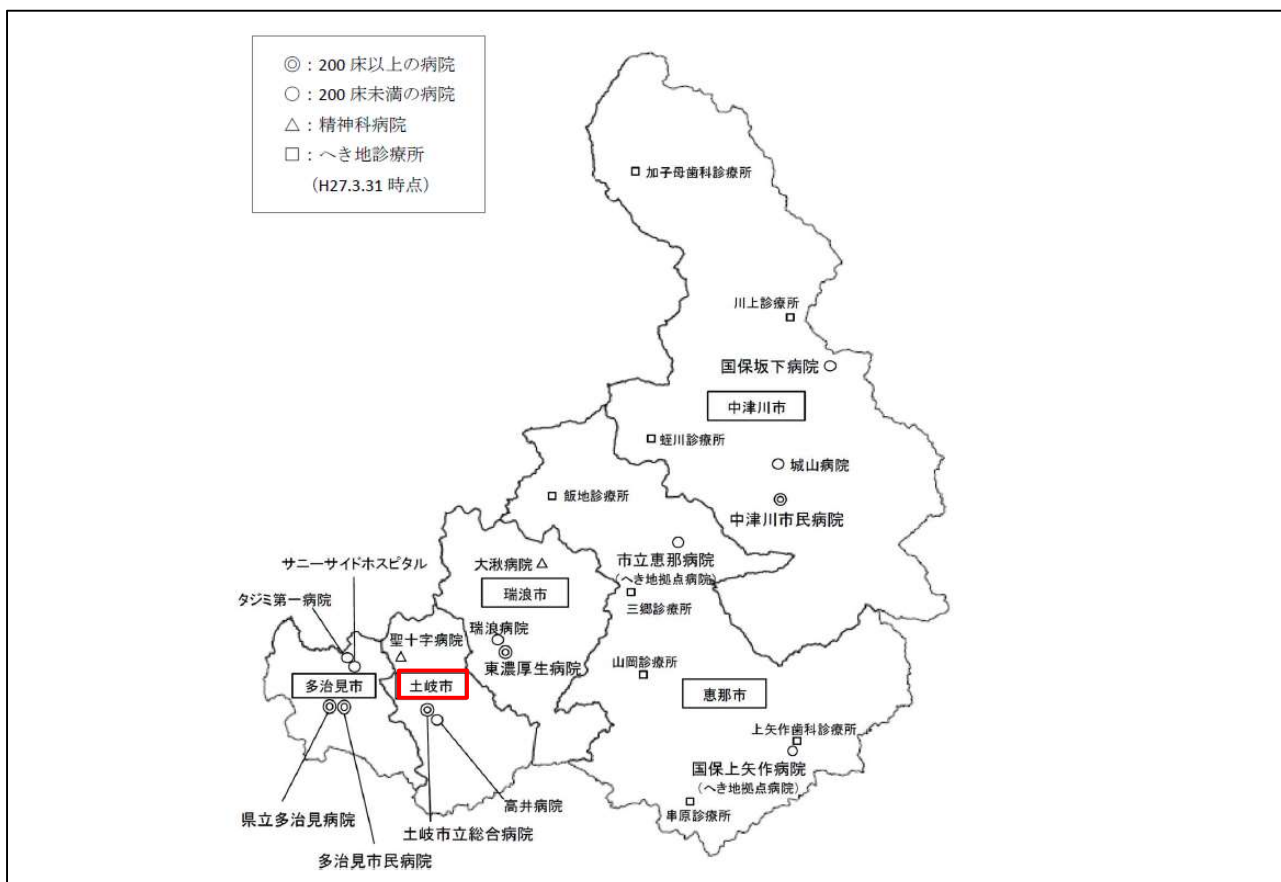 ◎：200 床以上の病院
○：200 床未満の病院
△：精神科病院
□：へき地診療所
（H27.3.31 時点）
加子母歯科診療所
川上診療所
国保坂下病院
中津川市
蛭川診療所
城山病院
飯地診療所
中津川市民病院
市立恵那病院
（へき地拠点病院）
サニーサイドホスピタル
大湫病院
タジミ第一病院
瑞浪市
三郷診療所
瑞浪病院
聖十字病院
東濃厚生病院
山岡診療所
多治見市
土岐市
恵那市
上矢作歯科診療所
国保上矢作病院
（へき地拠点病院）
高井病院
串原診療所
県立多治見病院
土岐市立総合病院
多治見市民病院